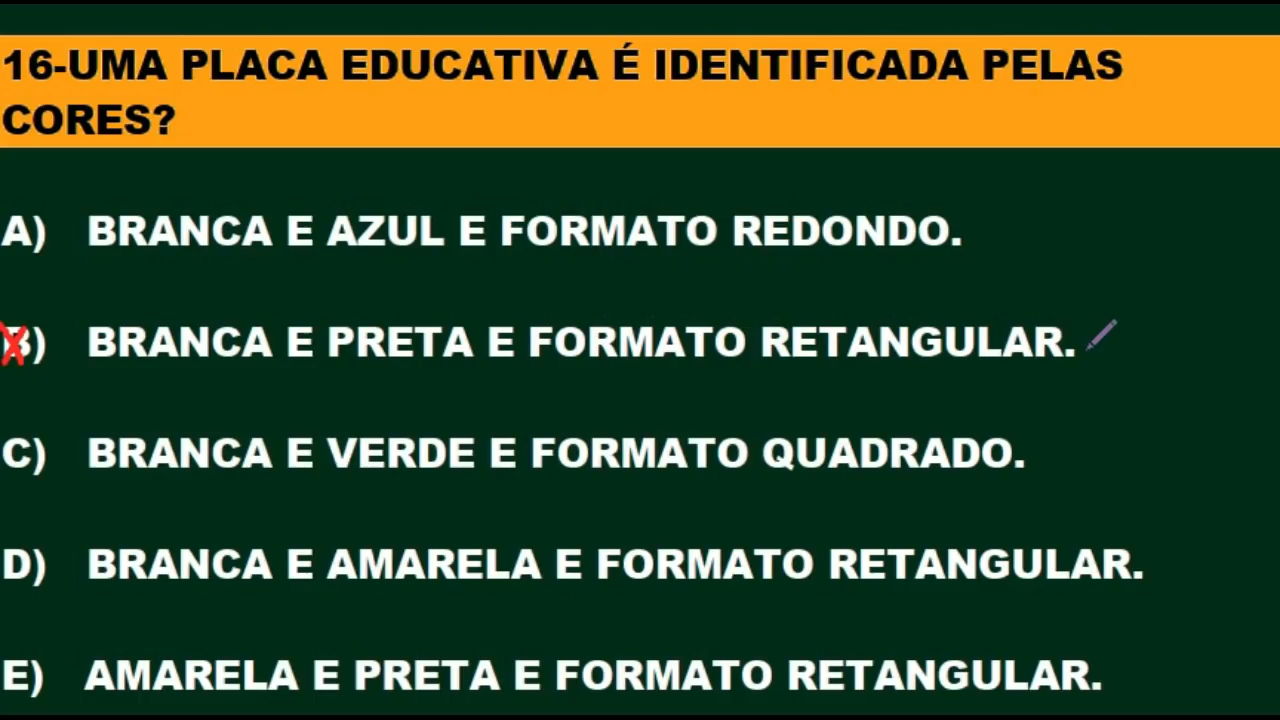 16-UMA PLACA EDUCATIVA É IDENTIFICADA PELAS
CORES?
A) BRANCA E AZUL E FORMATO REDONDO.
B) BRANCA E PRETA E FORMATO RETANGULAR.
C) BRANCA E VERDE E FORMATO QUADRADO.
D) BRANCA E AMARELA E FORMATO RETANGULAR.
E) AMARELA E PRETA E FORMATO RETANGULAR.